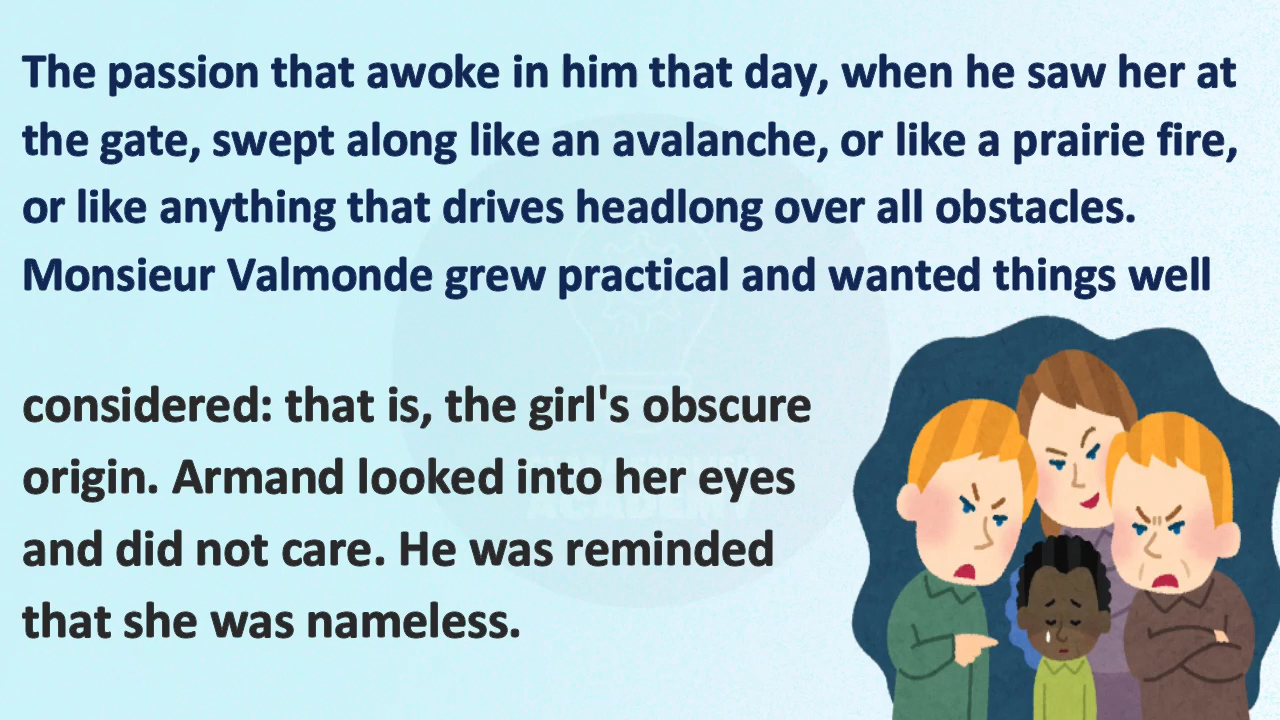 The passion that awoke in him that day, when he saw her at
the gate, swept along like an avalanche, or like a prairie fire,
or like anything that drives headlong over all obstacles.
Monsieur Valmonde grew practical and wanted things well
considered: that is, the girl's obscure
origin. Armand looked into her eyes
and did not care. He was reminded
that she was nameless.